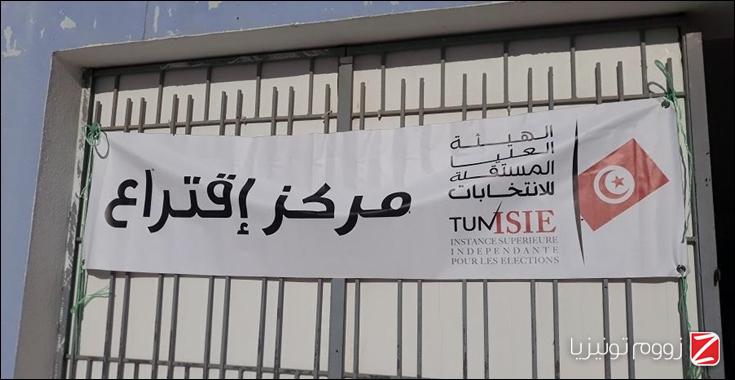 مركز إقتراع
الهيئة
العليا
المستقلة
للانتخابات
TUNISIE
INSTANCE SUPERIEURE
INDEPENDANTE
POUR LES ELECTIONS
زووم تونيزيا
Z